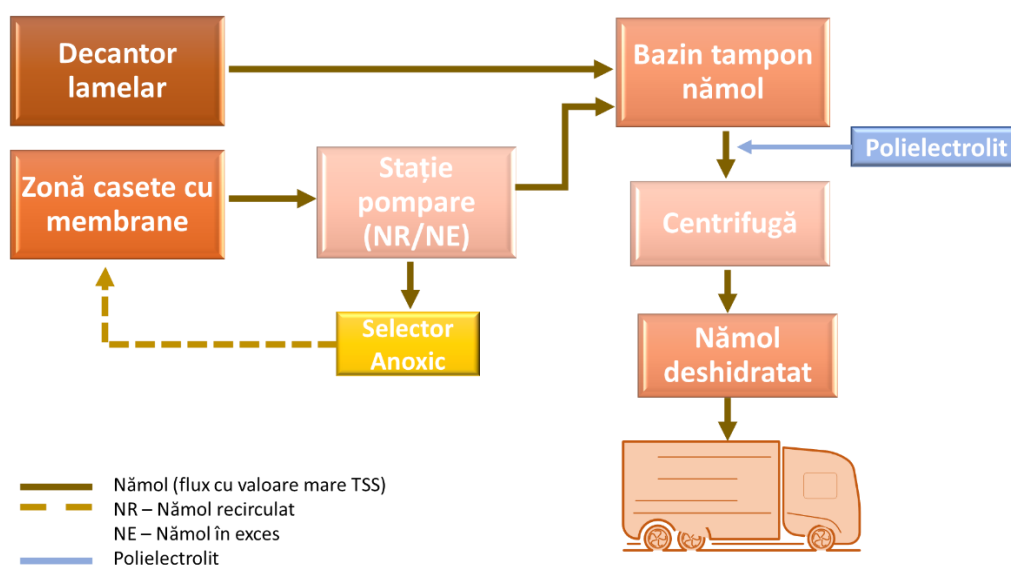 Decantor
lamelar
Bazin tampon
nămol
Polielectrolit
Zonă casete cu
membrane
Stație
pompare
(NR/NE)
Centrifugă
Selector
Anoxic
Nămol
deshidratat
Nămol (flux cu valoare mare TSS)
NR – Nămol recirculat
NE – Nămol în exces
Polielectrolit